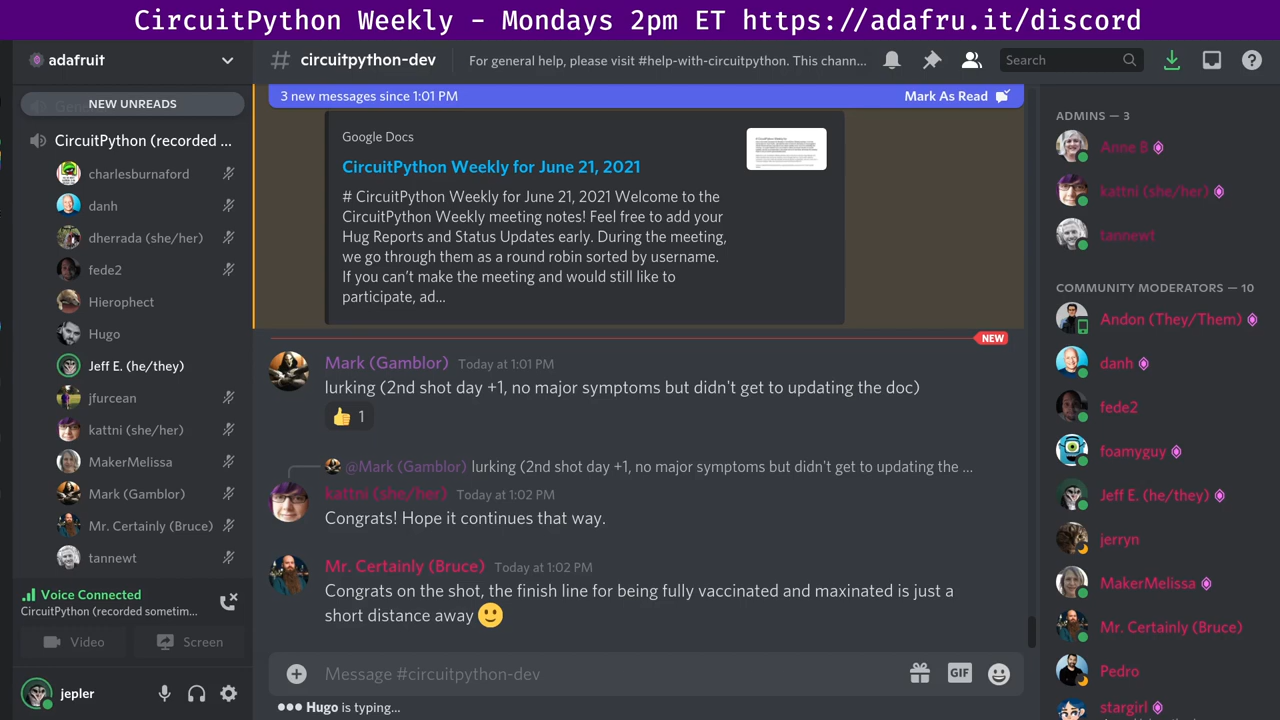 CircuitPython Weekly - Mondays 2pm ET https://adafru.it/discord
adafruit
NEW UNREADS
CircuitPython (recorded ...
charlesburnaford
danh
dherrada (she/her)
fede2
Hierophect
Hugo
Jeff E. (he/they)
jfurcean
kattni (she/her)
MakerMelissa
Mark (Gamblor)
Mr. Certainly (Bruce)
tannewt
Voice Connected
CircuitPython (recorded sometim...
Video
Screen
jepler
# circuitpython-dev
For general help, please visit #help-with-circuitpython. This chann...
Search
3 new messages since 1:01 PM
Mark As Read
Google Docs
CircuitPython Weekly for June 21, 2021
# CircuitPython Weekly for June 21, 2021 Welcome to the
CircuitPython Weekly meeting notes! Feel free to add your
Hug Reports and Status Updates early. During the meeting,
we go through them as a round robin sorted by username.
If you can't make the meeting and would still like to
participate, ad...
NEW
Mark (Gamblor) Today at 1:01 PM
lurking (2nd shot day +1, no major symptoms but didn't get to updating the doc)
👍 1
@Mark (Gamblor) lurking (2nd shot day +1, no major symptoms but didn't get to updating the ...
kattni (she/her) Today at 1:02 PM
Congrats! Hope it continues that way.
Mr. Certainly (Bruce) Today at 1:02 PM
Congrats on the shot, the finish line for being fully vaccinated and maxinated is just a
short distance away 🙂
Message #circuitpython-dev
GIF
Hugo is typing...
ADMINS — 3
Anne B
kattni (she/her)
tannewt
COMMUNITY MODERATORS — 10
Andon (They/Them)
danh
fede2
foamyguy
Jeff E. (he/they)
jerryn
MakerMelissa
Mr. Certainly (Bruce)
Pedro
stargirl